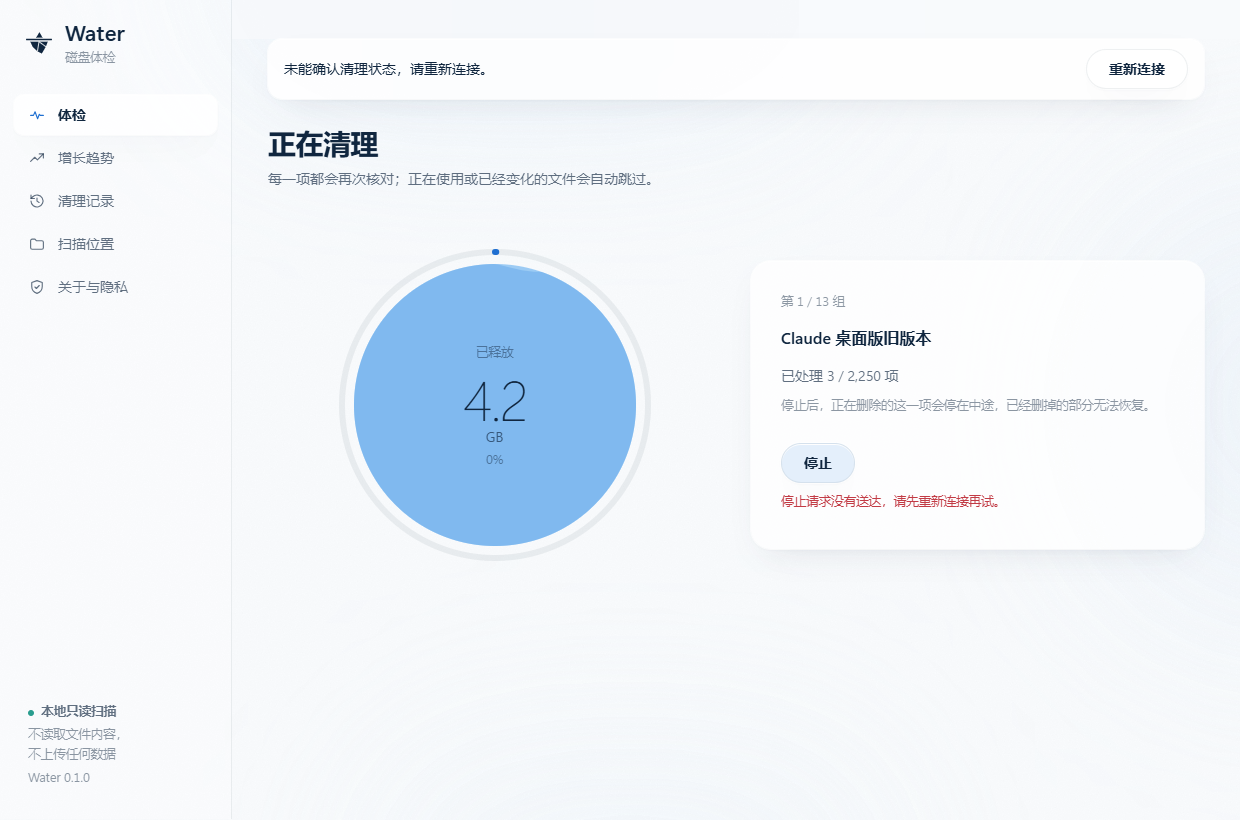 Water
磁盘体检
体检
增长趋势
清理记录
扫描位置
关于与隐私
本地只读扫描
不读取文件内容，
不上传任何数据
Water 0.1.0
未能确认清理状态，请重新连接。
重新连接
正在清理
每一项都会再次核对；正在使用或已经变化的文件会自动跳过。
已释放
4.2
GB
0%
第 1 / 13 组
Claude 桌面版旧版本
已处理 3 / 2,250 项
停止后，正在删除的这一项会停在中途，已经删掉的部分无法恢复。
停止
停止请求没有送达，请先重新连接再试。